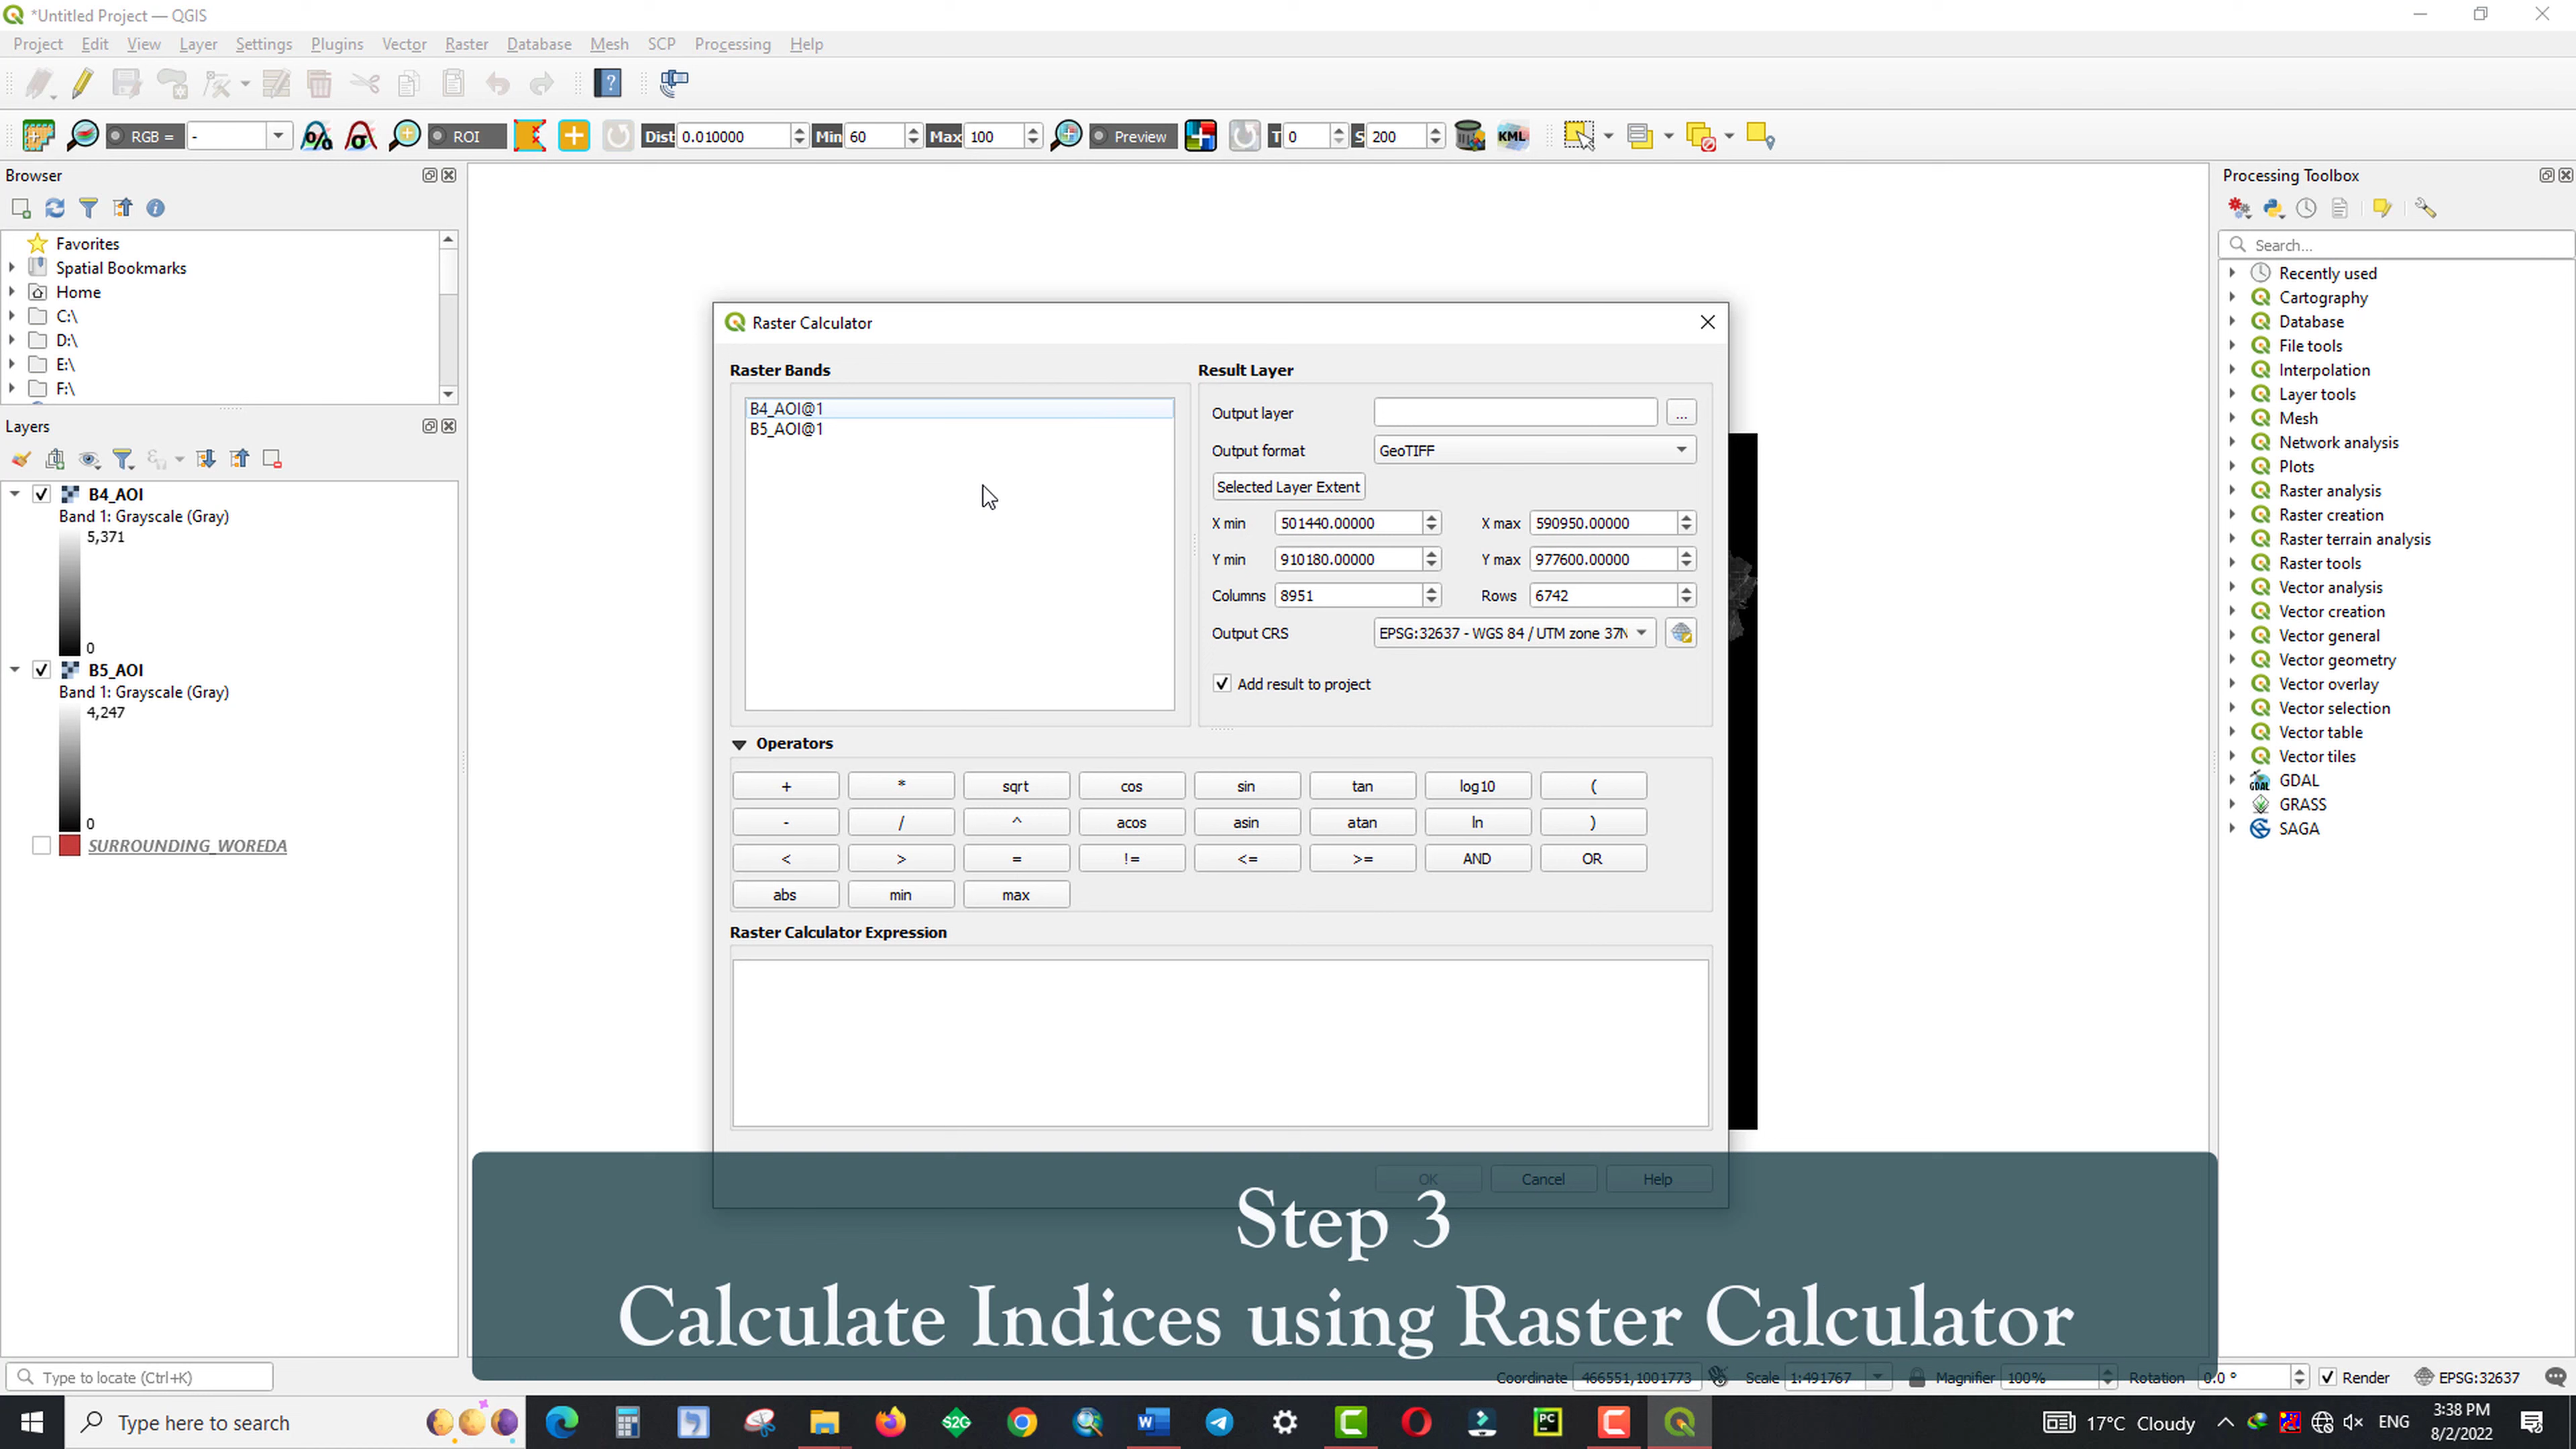 *Untitled Project — QGIS
Project Edit View Layer Settings Plugins Vector Raster Database Mesh SCP Processing Help
RGB = - ROI Dist 0.010000 Min 60 Max 100 Preview T 0 S 200 KML
Browser
Favorites
Spatial Bookmarks
Home
C:\
D:\
E:\
F:\
Layers
B4_AOI
Band 1: Grayscale (Gray)
5,371
0
B5_AOI
Band 1: Grayscale (Gray)
4,247
0
SURROUNDING_WOREDA
Raster Calculator
Raster Bands
B4_AOI@1
B5_AOI@1
Result Layer
Output layer ...
Output format GeoTIFF
Selected Layer Extent
X min 501440.00000 X max 590950.00000
Y min 910180.00000 Y max 977600.00000
Columns 8951 Rows 6742
Output CRS EPSG:32637 - WGS 84 / UTM zone 37N
Add result to project
Operators
+ * sqrt cos sin tan log10 (
- / ^ acos asin atan ln )
< > = != <= >= AND OR
abs min max
Raster Calculator Expression
OK Cancel Help
Step 3
Calculate Indices using Raster Calculator
Processing Toolbox
Search...
Recently used
Cartography
Database
File tools
Interpolation
Layer tools
Mesh
Network analysis
Plots
Raster analysis
Raster creation
Raster terrain analysis
Raster tools
Vector analysis
Vector creation
Vector general
Vector geometry
Vector overlay
Vector selection
Vector table
Vector tiles
GDAL
GRASS
SAGA
Type to locate (Ctrl+K) Coordinate 466551,1001773 Scale 1:491767 Magnifier 100% Rotation 0.0 ° Render EPSG:32637
Type here to search S2G PC 17°C Cloudy ENG 3:38 PM
8/2/2022